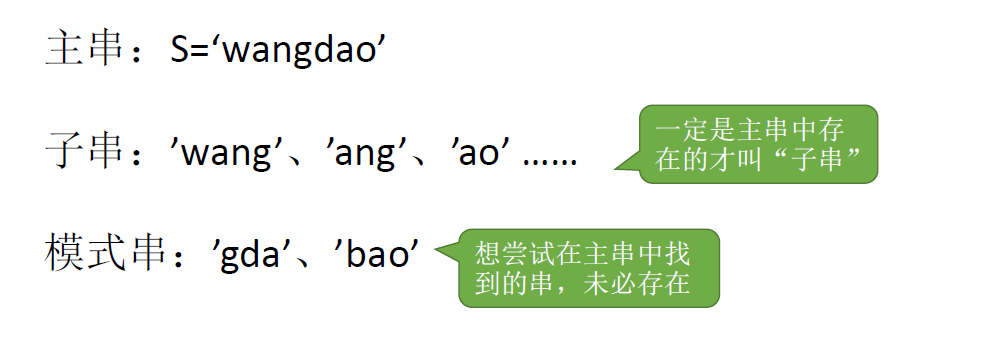 主串：S=‘wangdao’
子串：’wang’、’ang’、’ao’ ……
一定是主串中存
在的才叫“子串”
模式串：’gda’、’bao’
想尝试在主串中找
到的串，未必存在